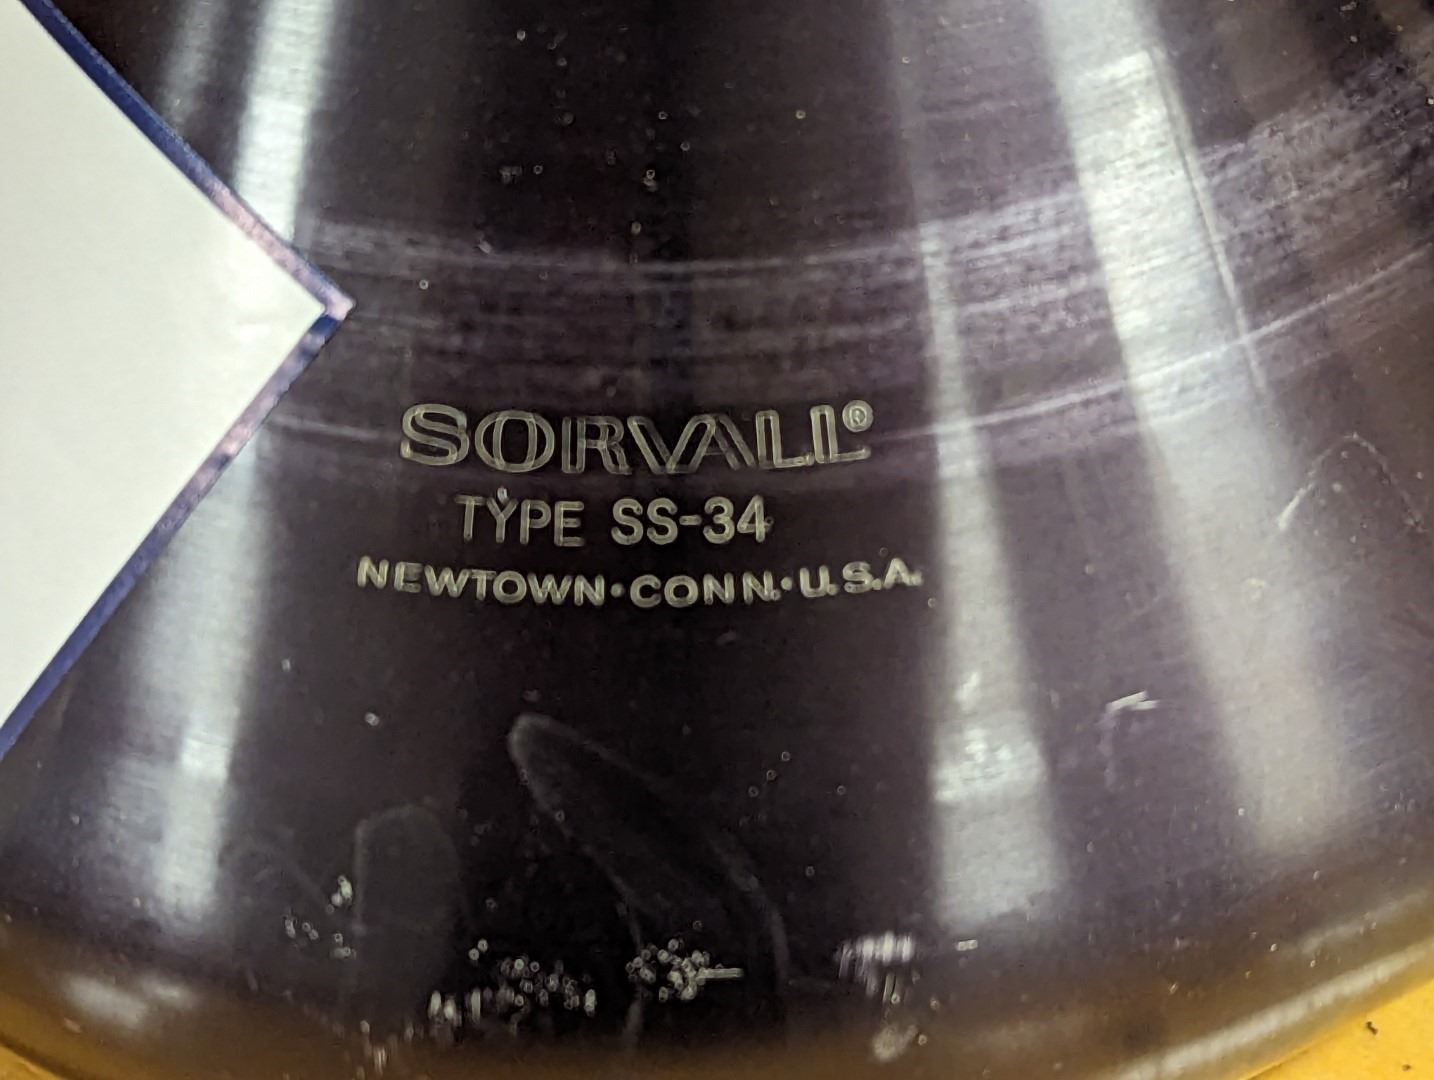 SORVALL®
TYPE SS-34
NEWTOWN·CONN.·U.S.A.